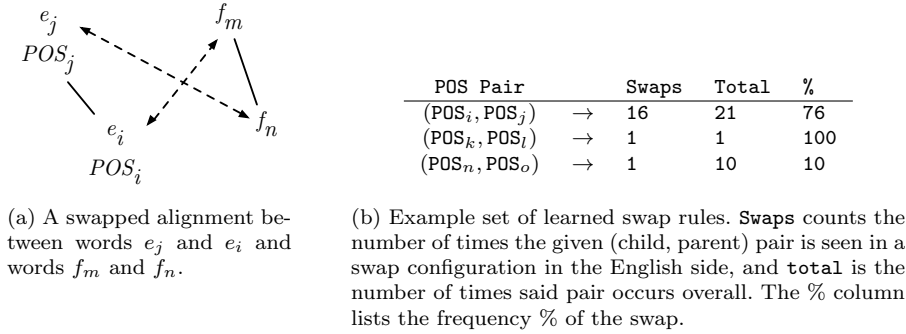 e_j
POS_j
e_i
POS_i
f_m
f_n
POS Pair Swaps Total %
(POS_i, POS_j) → 16 21 76
(POS_k, POS_l) → 1 1 100
(POS_n, POS_o) → 1 10 10
(a) A swapped alignment be-
tween words e_j and e_i and
words f_m and f_n.
(b) Example set of learned swap rules. Swaps counts the
number of times the given (child, parent) pair is seen in a
swap configuration in the English side, and total is the
number of times said pair occurs overall. The % column
lists the frequency % of the swap.